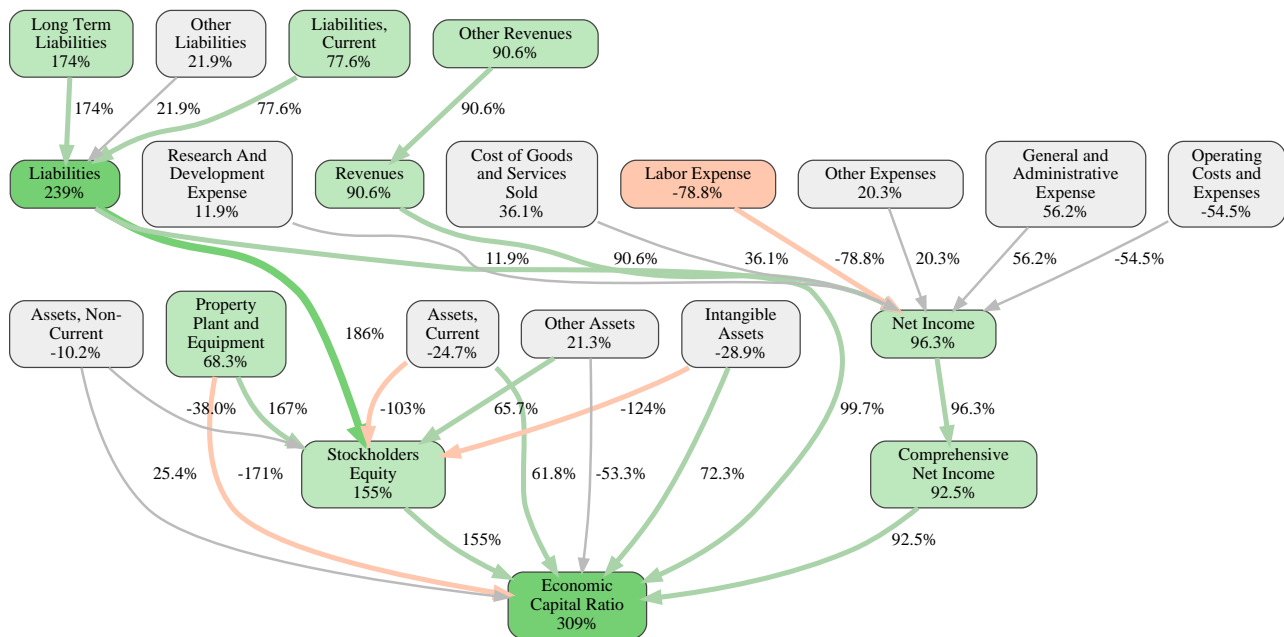 Long Term
Liabilities
174%
Other
Liabilities
21.9%
Liabilities,
Current
77.6%
Other Revenues
90.6%
174%
21.9%
77.6%
90.6%
Liabilities
239%
Research And
Development
Expense
11.9%
Revenues
90.6%
Cost of Goods
and Services
Sold
36.1%
Labor Expense
-78.8%
Other Expenses
20.3%
General and
Administrative
Expense
56.2%
Operating
Costs and
Expenses
-54.5%
11.9%
90.6%
36.1%
-78.8%
20.3%
56.2%
-54.5%
Assets, Non-
Current
-10.2%
Property
Plant and
Equipment
68.3%
186%
Assets,
Current
-24.7%
Other Assets
21.3%
Intangible
Assets
-28.9%
Net Income
96.3%
-38.0%
167%
-103%
65.7%
-124%
99.7%
96.3%
Stockholders
Equity
155%
Comprehensive
Net Income
92.5%
25.4%
-171%
61.8%
-53.3%
72.3%
155%
92.5%
Economic
Capital Ratio
309%